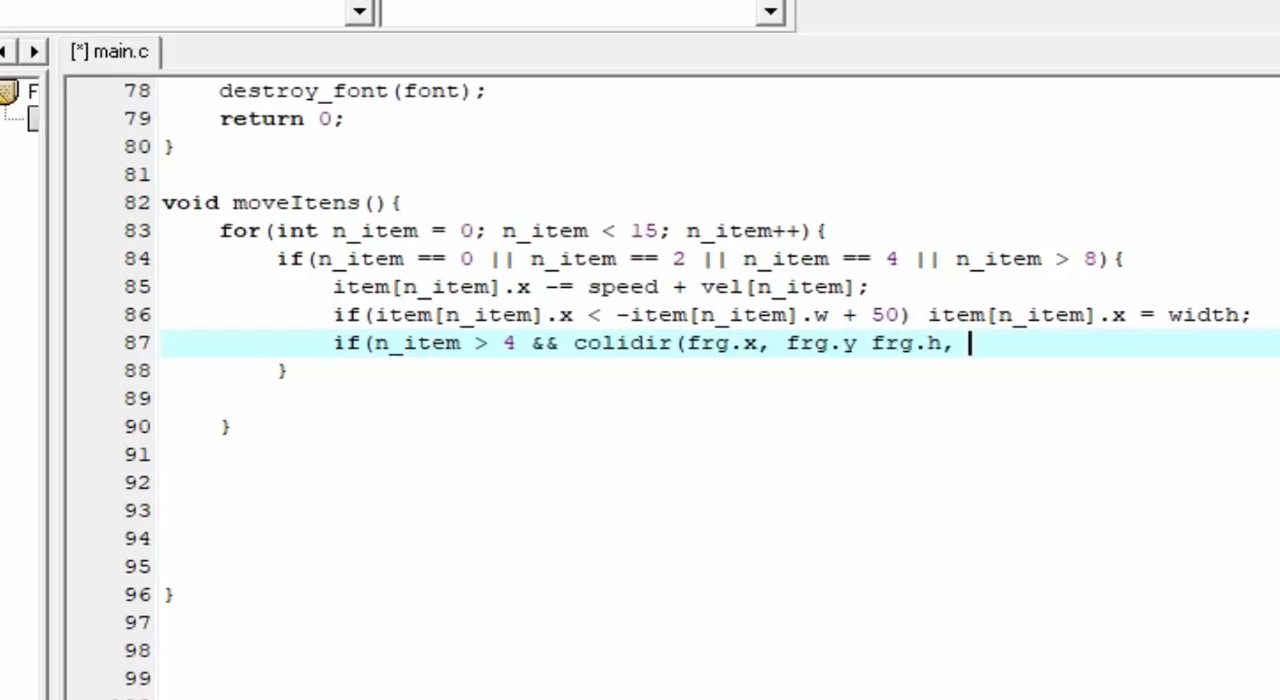 [*] main.c
F
78 destroy_font(font);
79 return 0;
80 }
81
82 void moveItens(){
83 for(int n_item = 0; n_item < 15; n_item++){
84 if(n_item == 0 || n_item == 2 || n_item == 4 || n_item > 8){
85 item[n_item].x -= speed + vel[n_item];
86 if(item[n_item].x < -item[n_item].w + 50) item[n_item].x = width;
87 if(n_item > 4 && colidir(frg.x, frg.y frg.h,
88 }
89
90 }
91
92
93
94
95
96 }
97
98
99